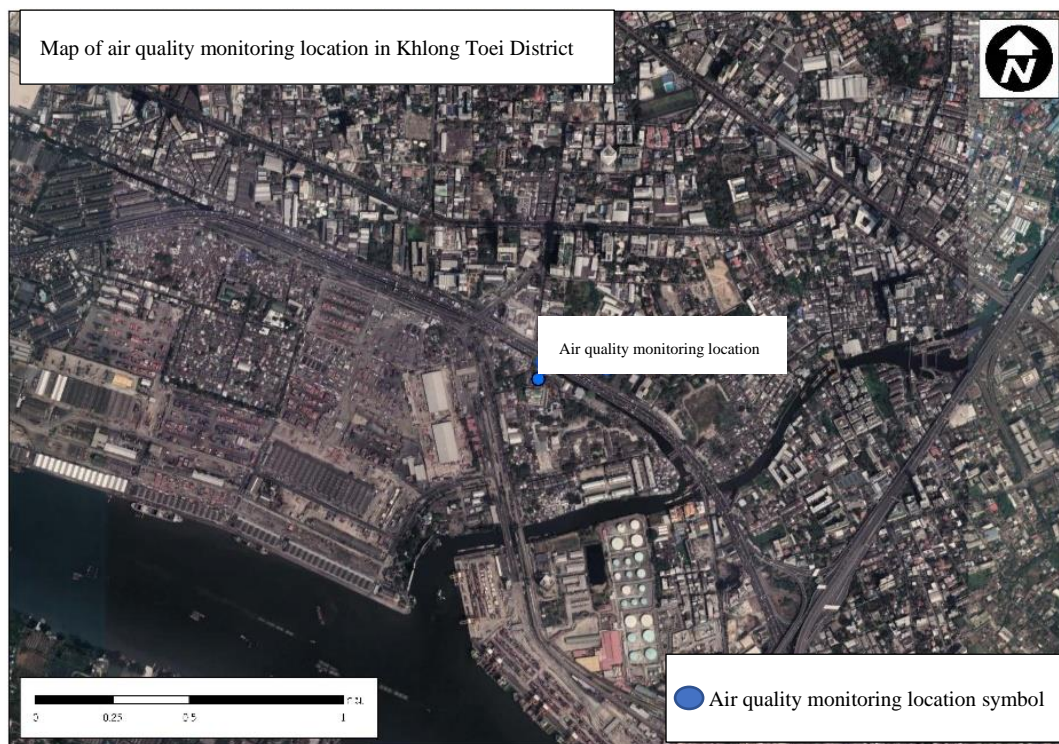 Map of air quality monitoring location in Khlong Toei District
N
Air quality monitoring location
0 0.25 0.5 1
Air quality monitoring location symbol